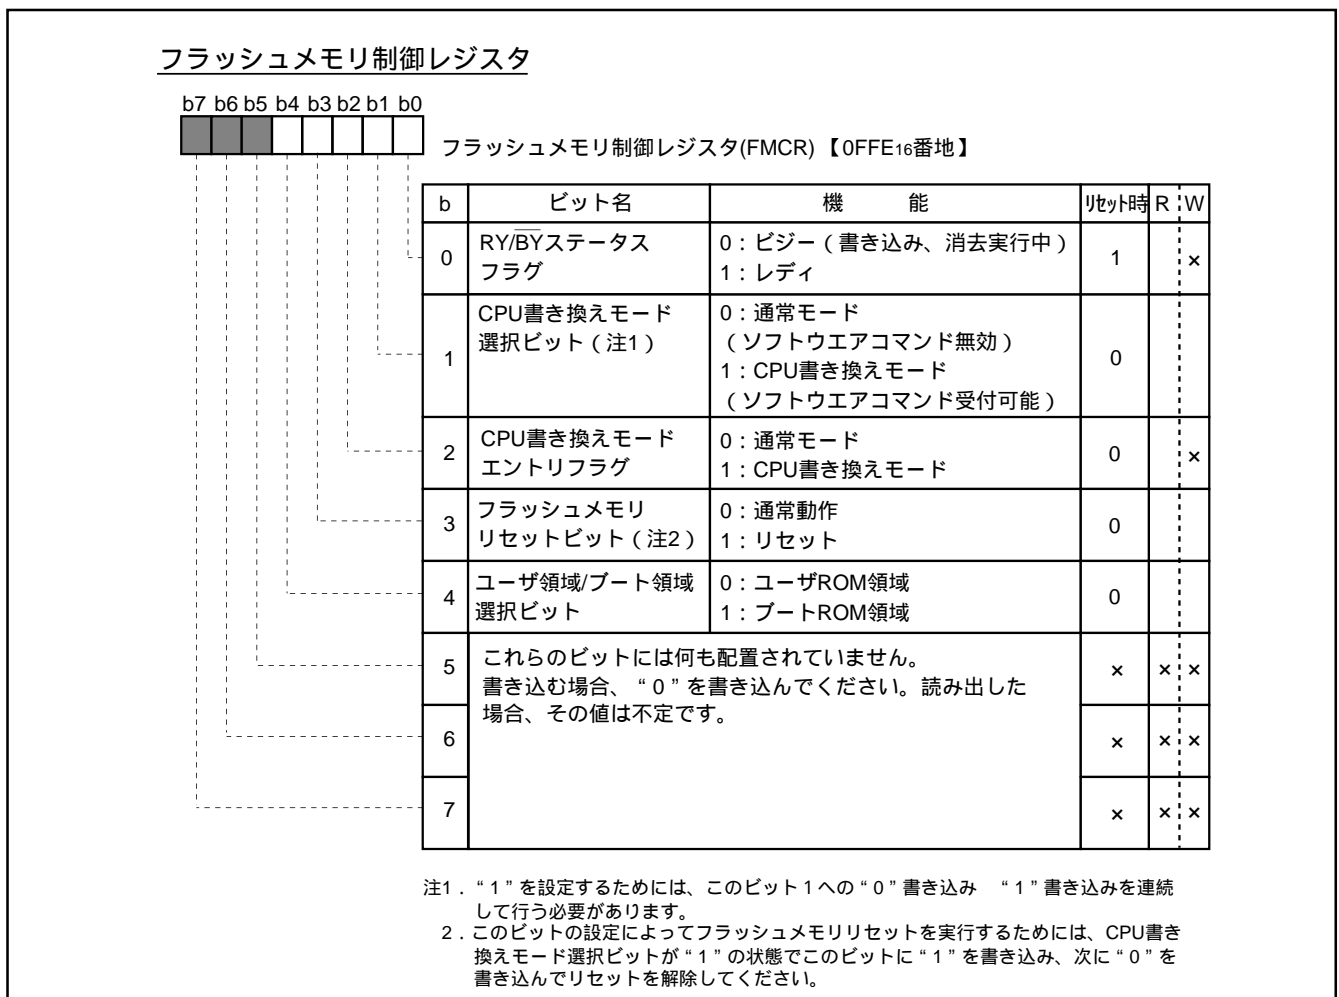 フラッシュメモリ制御レジスタ
b7 b6 b5 b4 b3 b2 b1 b0
フラッシュメモリ制御レジスタ(FMCR)【0FFE16番地】
b ビット名 機 能 リセット時 R W
0 RY/BYステータス 0：ビジー（書き込み、消去実行中） 1 ×
フラグ 1：レディ
CPU書き換えモード 0：通常モード
選択ビット（注1） （ソフトウエアコマンド無効）
1 1：CPU書き換えモード 0
（ソフトウエアコマンド受付可能）
2 CPU書き換えモード 0：通常モード 0 ×
エントリフラグ 1：CPU書き換えモード
3 フラッシュメモリ 0：通常動作 0
リセットビット（注2） 1：リセット
4 ユーザ領域/ブート領域 0：ユーザROM領域 0
選択ビット 1：ブートROM領域
5 これらのビットには何も配置されていません。 × × ×
書き込む場合、“0”を書き込んでください。読み出した
場合、その値は不定です。
6 × × ×
7 × × ×
注1．“1”を設定するためには、このビット1への“0”書き込み “1”書き込みを連続
して行う必要があります。
2．このビットの設定によってフラッシュメモリリセットを実行するためには、CPU書き
換えモード選択ビットが“1”の状態でこのビットに“1”を書き込み、次に“0”を
書き込んでリセットを解除してください。